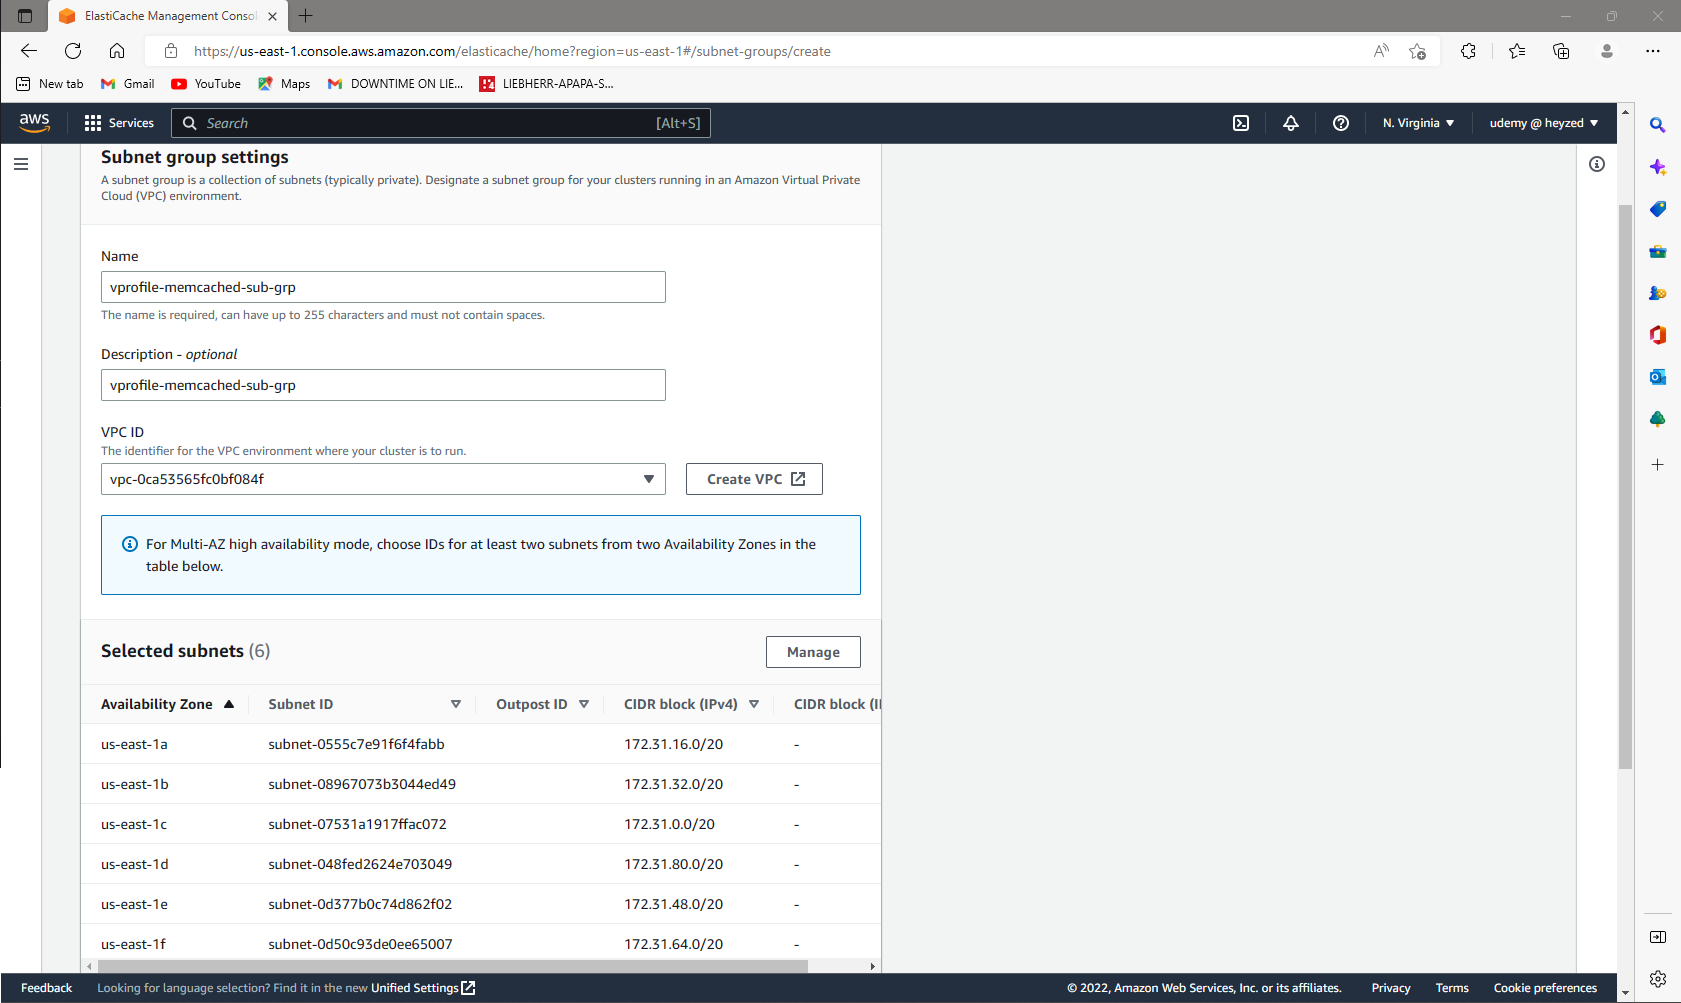 ElastiCache Management Conso
https://us-east-1.console.aws.amazon.com/elasticache/home?region=us-east-1#/subnet-groups/create
New tab
Gmail
YouTube
Maps
DOWNTIME ON LIE...
LIEBHERR-APAPA-S...
aws
Services
Search
[Alt+S]
N. Virginia
udemy @ heyzed
Subnet group settings
A subnet group is a collection of subnets (typically private). Designate a subnet group for your clusters running in an Amazon Virtual Private
Cloud (VPC) environment.
Name
vprofile-memcached-sub-grp
The name is required, can have up to 255 characters and must not contain spaces.
Description - optional
vprofile-memcached-sub-grp
VPC ID
The identifier for the VPC environment where your cluster is to run.
vpc-0ca53565fc0bf084f
Create VPC
For Multi-AZ high availability mode, choose IDs for at least two subnets from two Availability Zones in the
table below.
Selected subnets (6)
Manage
Availability Zone Subnet ID Outpost ID CIDR block (IPv4) CIDR block (I
us-east-1a subnet-0555c7e91f6f4fabb 172.31.16.0/20 -
us-east-1b subnet-08967073b3044ed49 172.31.32.0/20 -
us-east-1c subnet-07531a1917ffac072 172.31.0.0/20 -
us-east-1d subnet-048fed2624e703049 172.31.80.0/20 -
us-east-1e subnet-0d377b0c74d862f02 172.31.48.0/20 -
us-east-1f subnet-0d50c93de0ee65007 172.31.64.0/20 -
Feedback
Looking for language selection? Find it in the new Unified Settings
© 2022, Amazon Web Services, Inc. or its affiliates.
Privacy
Terms
Cookie preferences